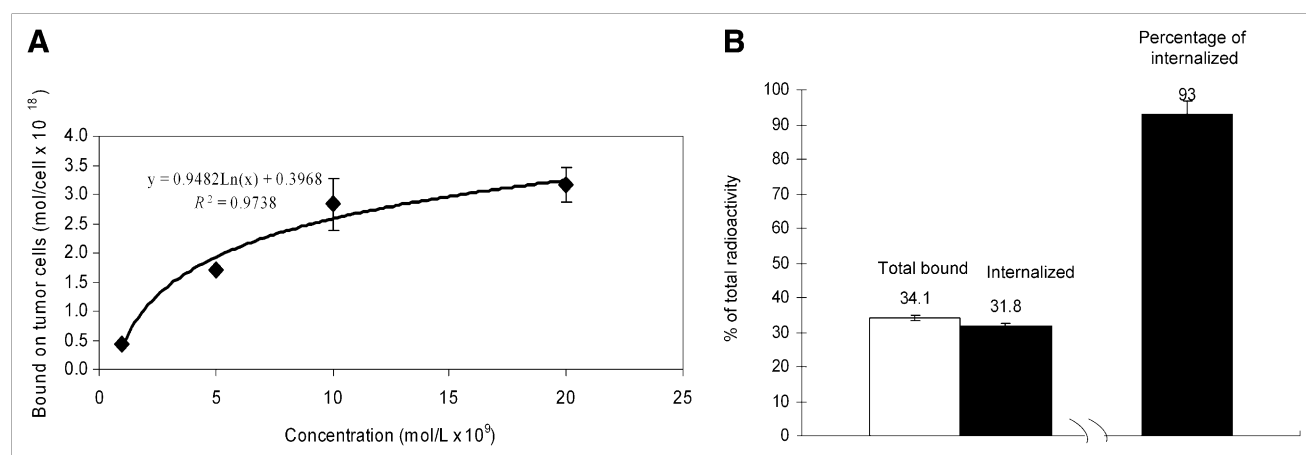 A
Bound on tumor cells (mol/cell x 10 18)
4.0
3.5
3.0
2.5
2.0
1.5
1.0
0.5
0.0
y = 0.9482Ln(x) + 0.3968
R² = 0.9738
0 5 10 15 20 25
Concentration (mol/L x10⁹)
B
% of total radioactivity
100
90
80
70
60
50
40
30
20
10
0
Total bound
34.1
Internalized
31.8
Percentage of
internalized
93